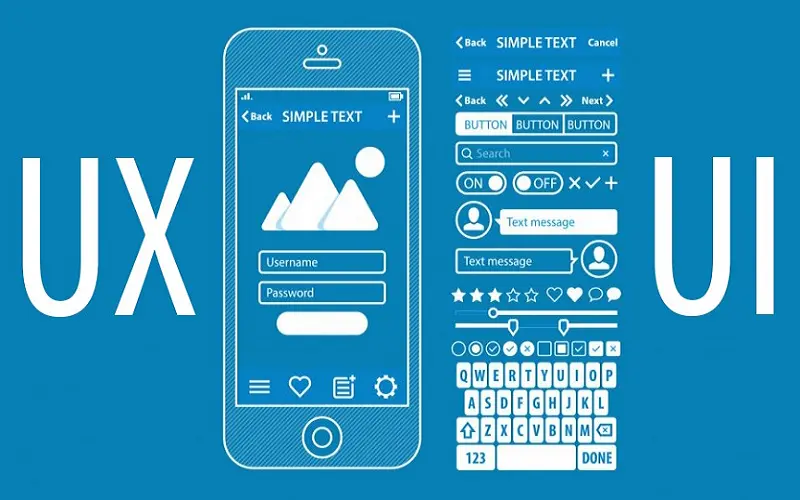 UX
Back SIMPLE TEXT
Username
Password
Back SIMPLE TEXT Cancel
SIMPLE TEXT
Back Next
BUTTON BUTTON BUTTON
Search
ON OFF
Text message
Text message
Q W E R T Y U I O P
A S D F G H J K L
Z X C V B N M
123 DONE
UI